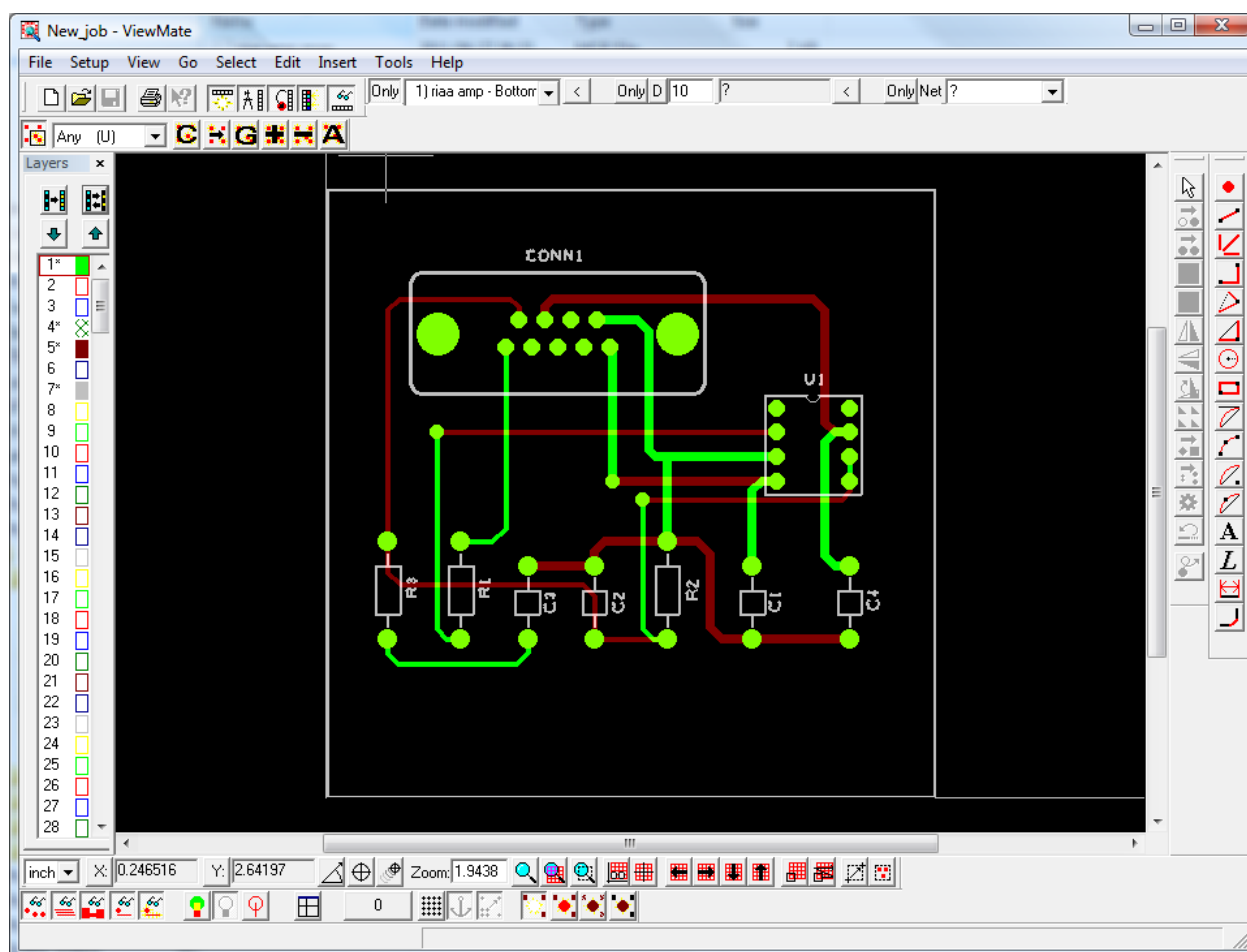 New_job - ViewMate
File Setup View Go Select Edit Insert Tools Help
Only 1) riaa amp - Bottom < Only D 10 ? < Only Net ?
Any (U) C G A
Layers x
1*
2
3
4*
5*
6
7*
8
9
10
11
12
13
14
15
16
17
18
19
20
21
22
23
24
25
26
27
28
CONN1
U1
R3
R1
C3
C2
R2
C1
C4
A
L
inch X: 0.246516 Y: 2.64197 Zoom: 1.9438
0